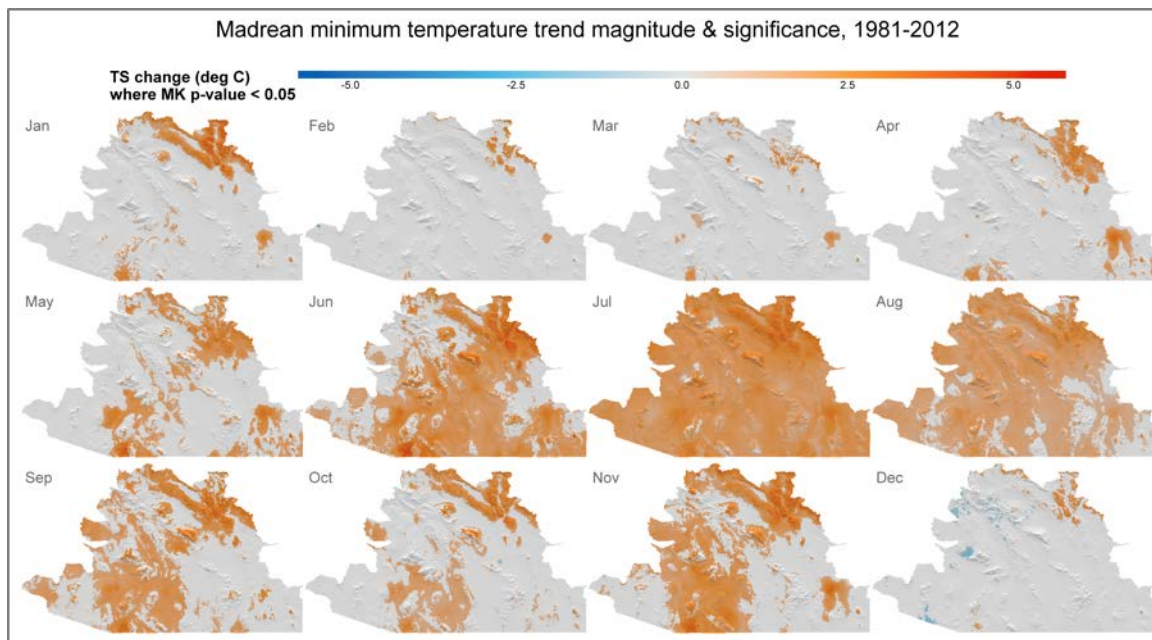 Madrean minimum temperature trend magnitude & significance, 1981-2012
TS change (deg C)
where MK p-value < 0.05
-5.0 -2.5 0.0 2.5 5.0
Jan Feb Mar Apr
May Jun Jul Aug
Sep Oct Nov Dec